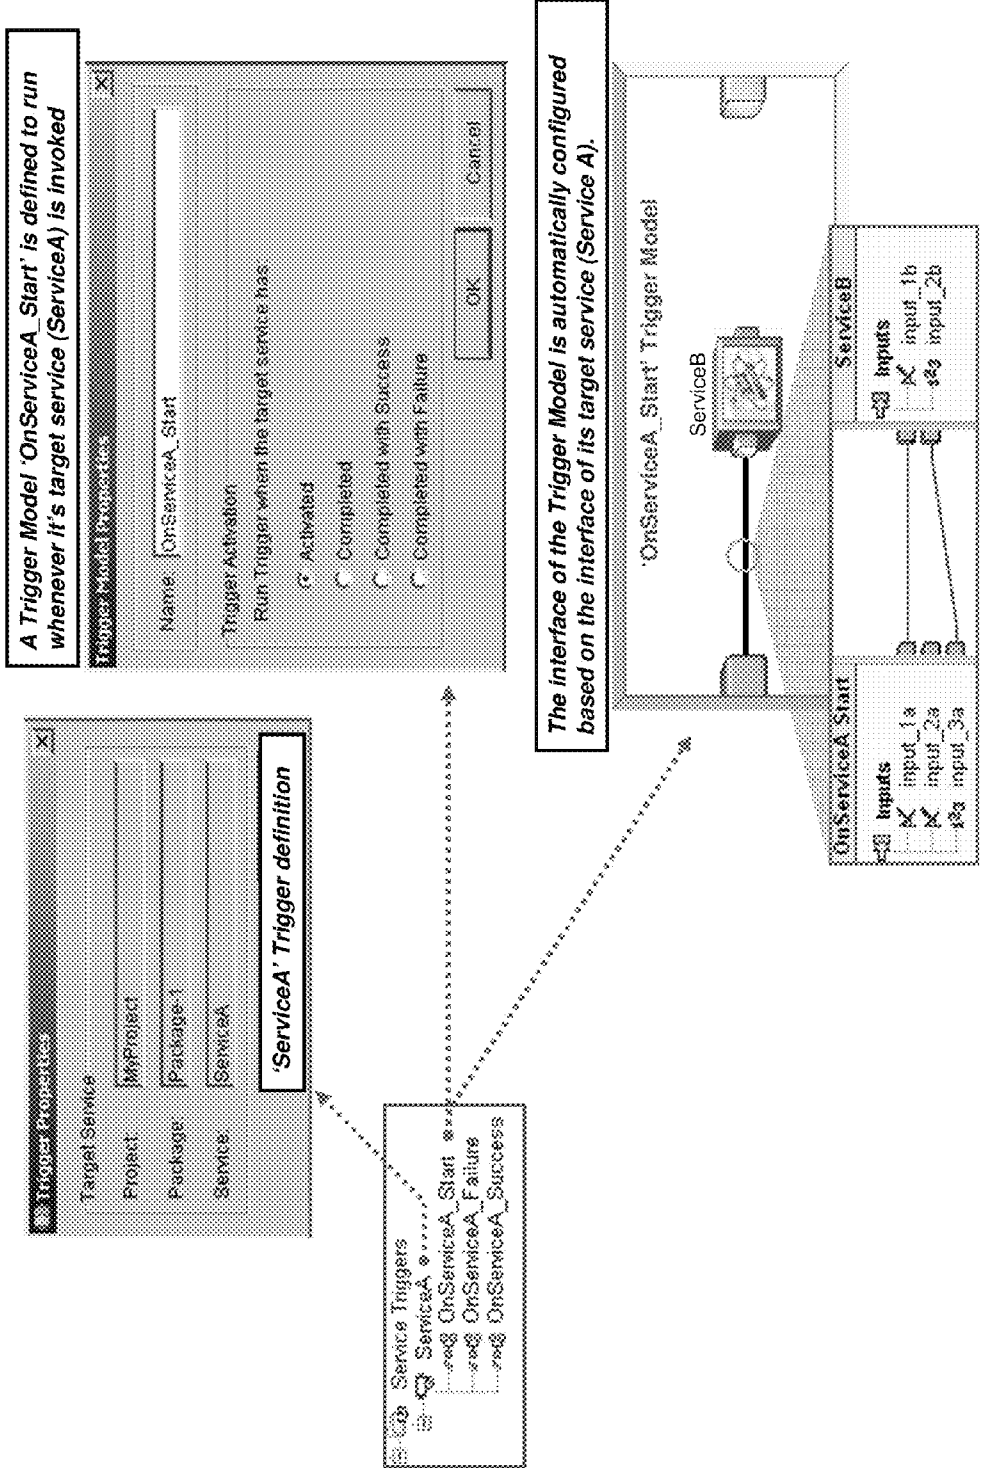 Trigger Properties
Target Service
Project: MyProject
Package: Package-1
Service: ServiceA
'ServiceA' Trigger definition
A Trigger Model 'OnServiceA_Start' is defined to run
whenever it's target service (ServiceA) is invoked
Trigger Model Properties
Name: OnServiceA_Start
Trigger Activation
Run Trigger when the target service has:
Activated
Completed
Completed with Success
Completed with Failure
OK
Cancel
Service Triggers
ServiceA
OnServiceA_Start
OnServiceA_Failure
OnServiceA_Success
The interface of the Trigger Model is automatically configured
based on the interface of its target service (Service A).
'OnServiceA_Start' Trigger Model
ServiceB
OnServiceA Start
Inputs
input_1a
input_2a
123 input_3a
ServiceB
Inputs
input_1b
123 input_2b